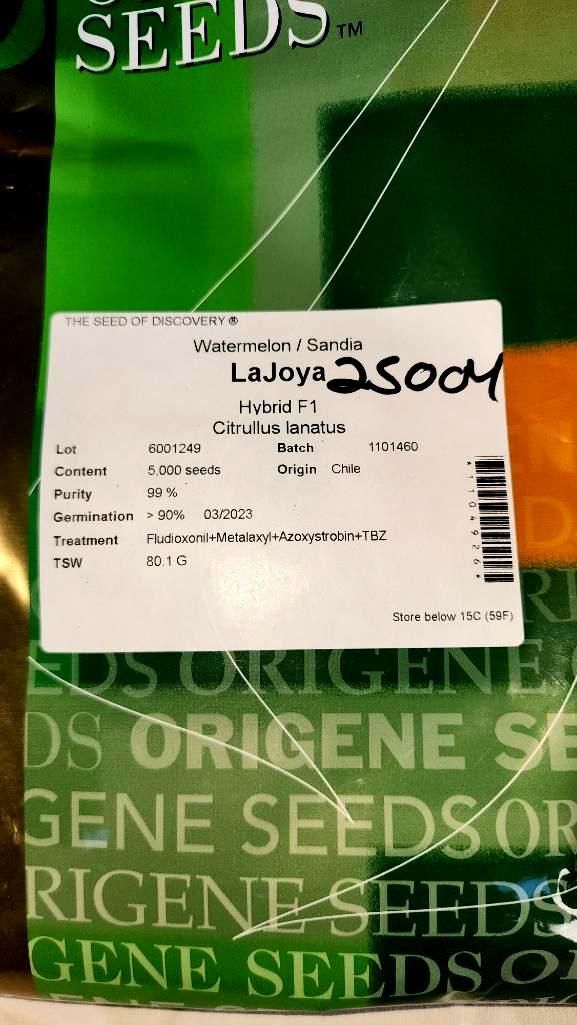 SEEDS™
THE SEED OF DISCOVERY ®
Watermelon / Sandia
LaJoya 25004
Hybrid F1
Citrullus lanatus
Lot 6001249 Batch 1101460
Content 5,000 seeds Origin Chile
Purity 99 %
Germination > 90% 03/2023
Treatment Fludioxonil+Metalaxyl+Azoxystrobin+TBZ
TSW 80.1 G
*1104926*
Store below 15C (59F)
EDS ORIGENE
DS ORIGENE SE
GENE SEEDS OR
RIGENE SEEDS
GENE SEEDS O